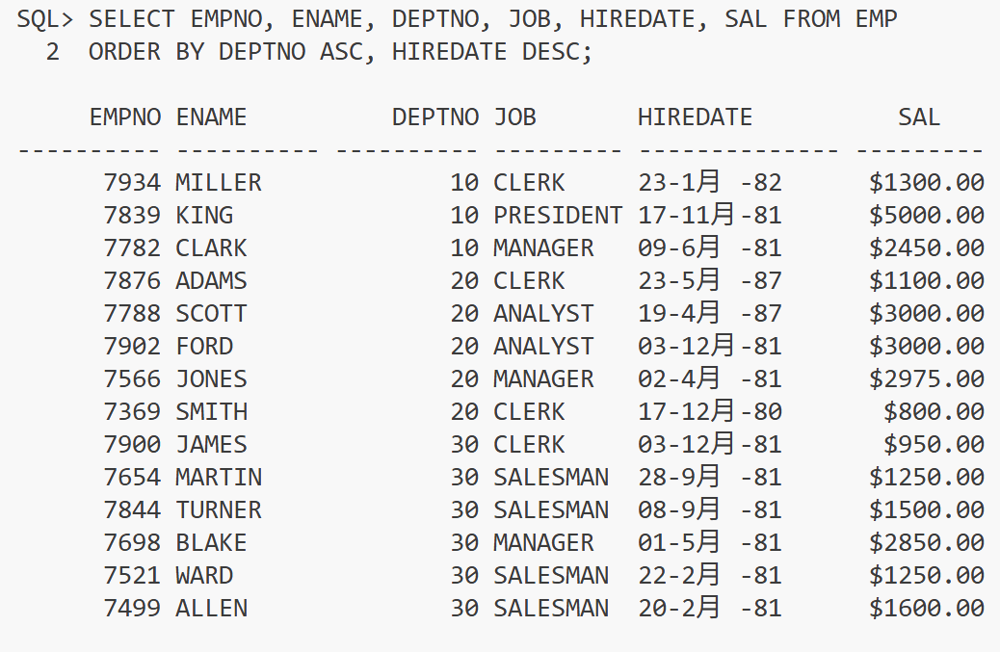 SQL> SELECT EMPNO, ENAME, DEPTNO, JOB, HIREDATE, SAL FROM EMP
  2  ORDER BY DEPTNO ASC, HIREDATE DESC;

     EMPNO ENAME          DEPTNO JOB       HIREDATE          SAL
---------- ---------- ---------- --------- -------------- ---------
      7934 MILLER             10 CLERK     23-1月 -82      $1300.00
      7839 KING               10 PRESIDENT 17-11月-81      $5000.00
      7782 CLARK              10 MANAGER   09-6月 -81      $2450.00
      7876 ADAMS              20 CLERK     23-5月 -87      $1100.00
      7788 SCOTT              20 ANALYST   19-4月 -87      $3000.00
      7902 FORD               20 ANALYST   03-12月-81      $3000.00
      7566 JONES              20 MANAGER   02-4月 -81      $2975.00
      7369 SMITH              20 CLERK     17-12月-80       $800.00
      7900 JAMES              30 CLERK     03-12月-81       $950.00
      7654 MARTIN             30 SALESMAN  28-9月 -81      $1250.00
      7844 TURNER             30 SALESMAN  08-9月 -81      $1500.00
      7698 BLAKE              30 MANAGER   01-5月 -81      $2850.00
      7521 WARD               30 SALESMAN  22-2月 -81      $1250.00
      7499 ALLEN              30 SALESMAN  20-2月 -81      $1600.00